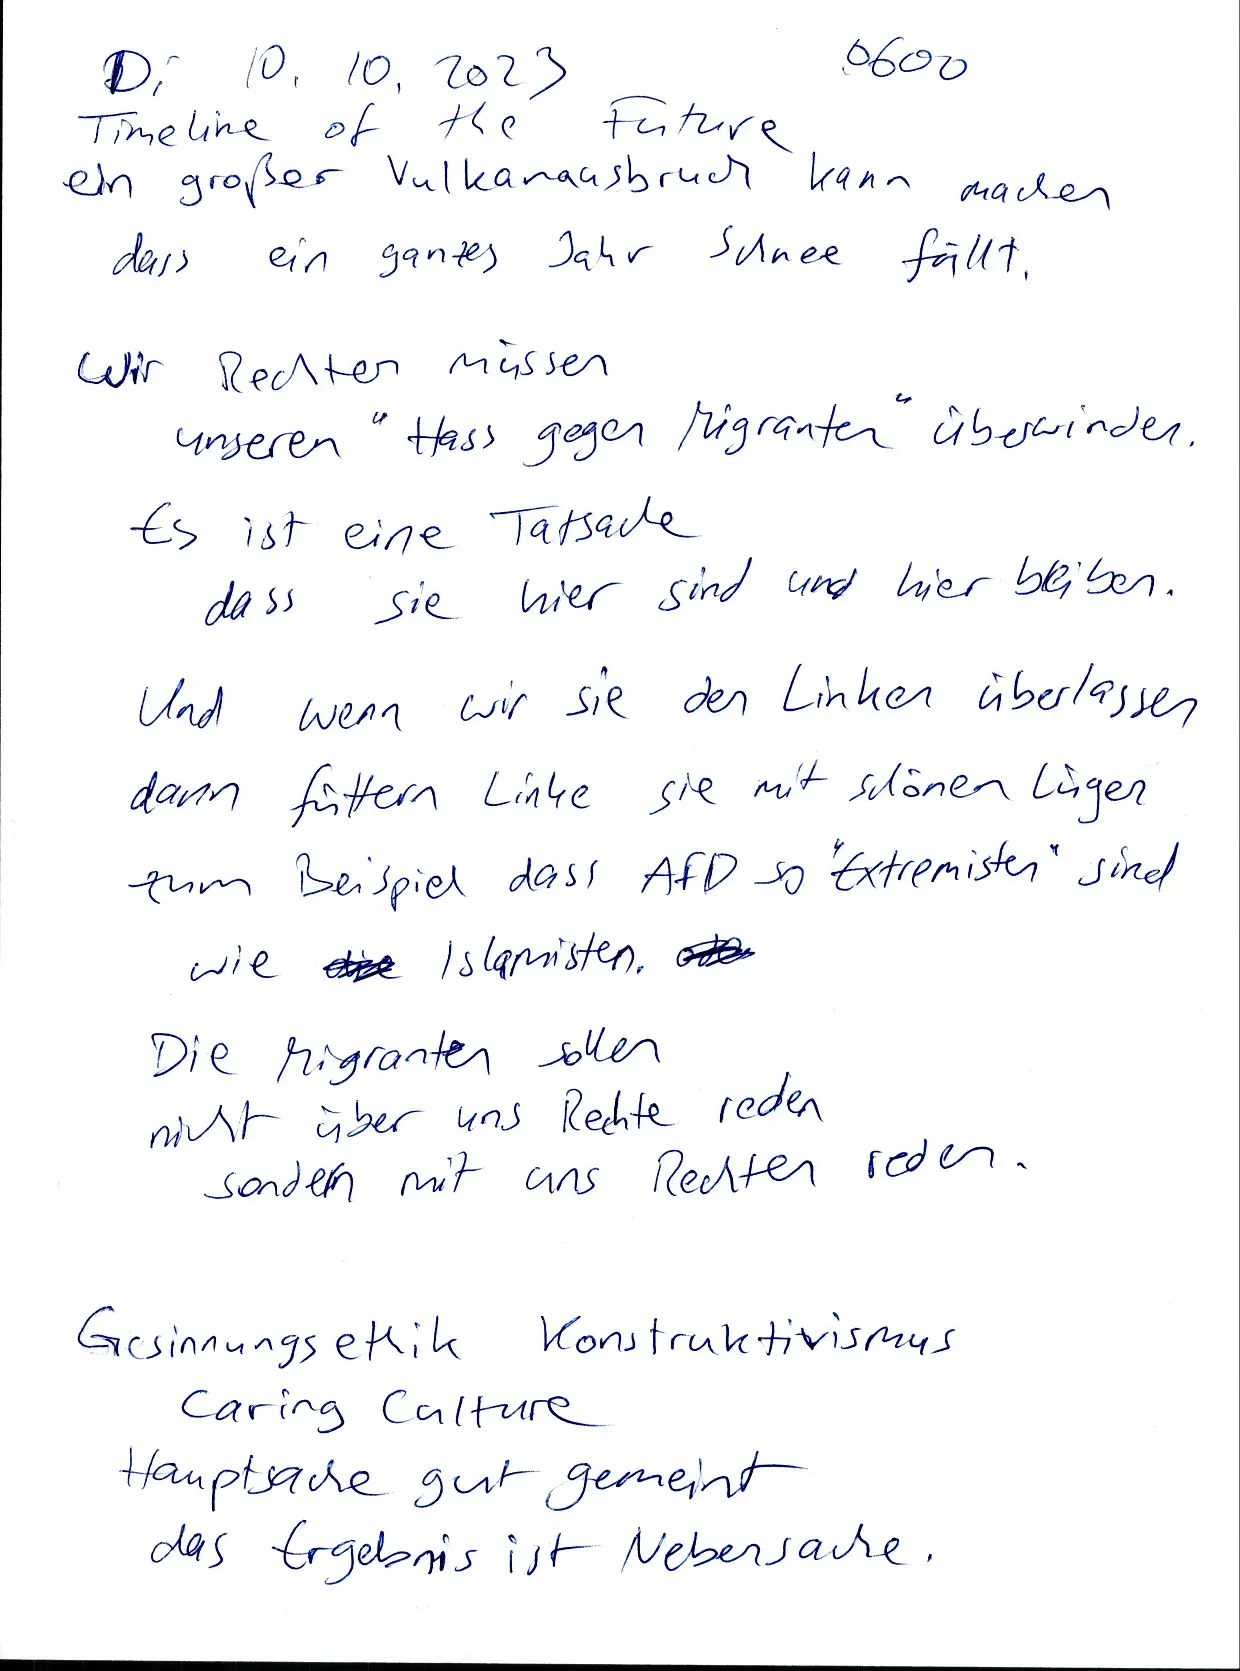 Di 10. 10. 2023 0600
Timeline of the Future
ein großer Vulkanausbruch kann machen
dass ein ganzes Jahr Schnee fällt.
Wir Rechten müssen
unseren "Hass gegen Migranten" überwinden.
Es ist eine Tatsache
dass sie hier sind und hier bleiben.
Und wenn wir sie den Linken überlassen
dann füttern Linke sie mit schönen Lügen
zum Beispiel dass AfD so "Extremisten" sind
wie Islamisten.
Die Migranten sollen
nicht über uns Rechte reden
sondern mit uns Rechten reden.
Gesinnungsethik Konstruktivismus
Caring Culture
Hauptsache gut gemeint
das Ergebnis ist Nebensache.